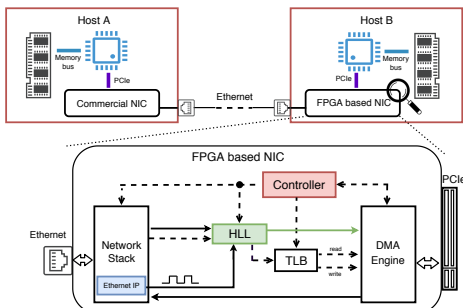 Host A
Host B
Memory
bus
Memory
bus
PCIe
PCIe
Ethernet
Commercial NIC
FPGA based NIC
FPGA based NIC
PCIe
Controller
Ethernet
Network
Stack
HLL
TLB
read
write
DMA
Engine
Ethernet IP